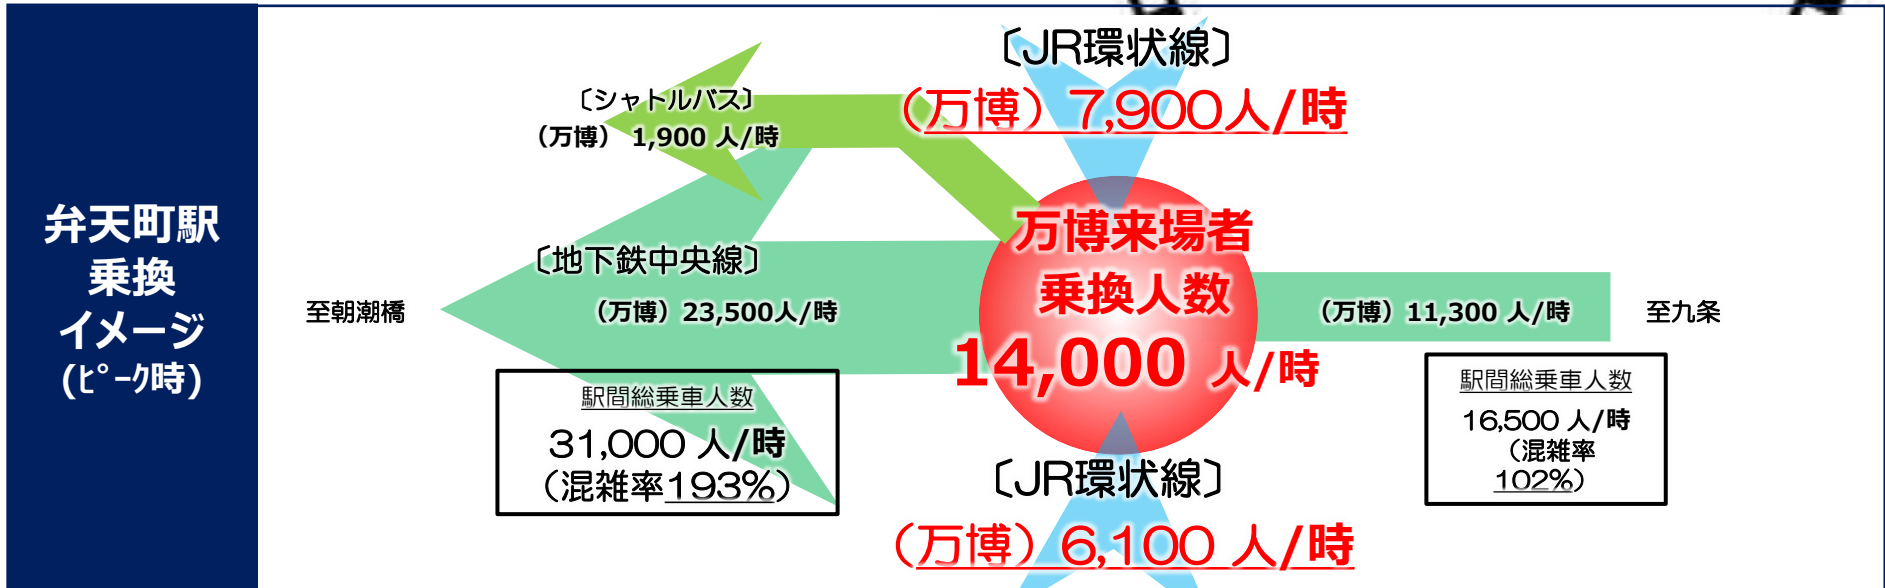 弁天町駅
乗換
イメージ
(ﾋﾟｰｸ時)
〔JR環状線〕
（万博）7,900人/時
〔シャトルバス〕
（万博） 1,900 人/時
万博来場者
乗換人数
14,000 人/時
〔地下鉄中央線〕
（万博）23,500人/時
至朝潮橋
（万博）11,300 人/時
至九条
駅間総乗車人数
31,000 人/時
（混雑率193%）
駅間総乗車人数
16,500 人/時
（混雑率
102%）
〔JR環状線〕
（万博）6,100 人/時